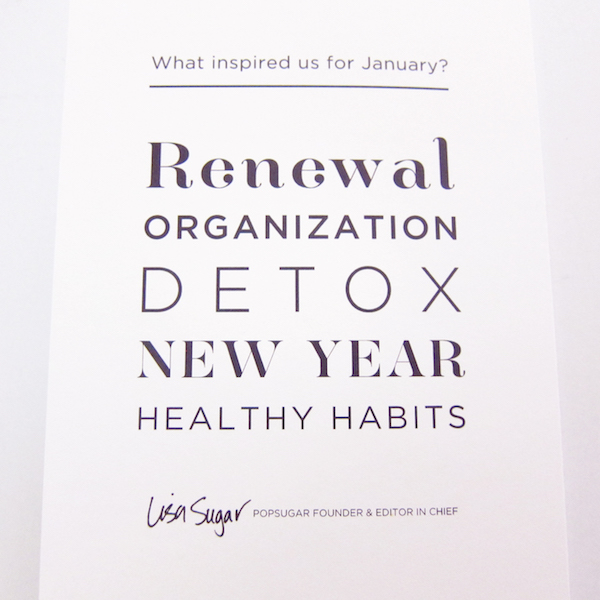 What inspired us for January?
Renewal
ORGANIZATION
DETOX
NEW YEAR
HEALTHY HABITS
Lisa Sugar POPSUGAR FOUNDER & EDITOR IN CHIEF